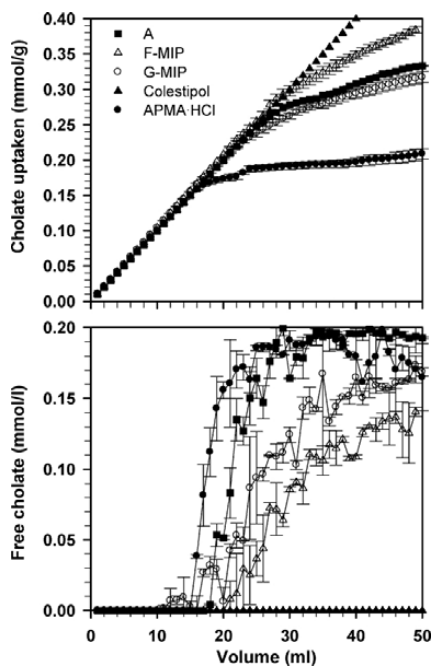 0.40
0.35
0.30
0.25
0.20
0.15
0.10
0.05
0.00
Cholate uptaken (mmol/g)
A
F-MIP
G-MIP
Colestipol
APMA·HCl
0.20
0.15
0.10
0.05
0.00
Free cholate (mmol/l)
0 10 20 30 40 50
Volume (ml)